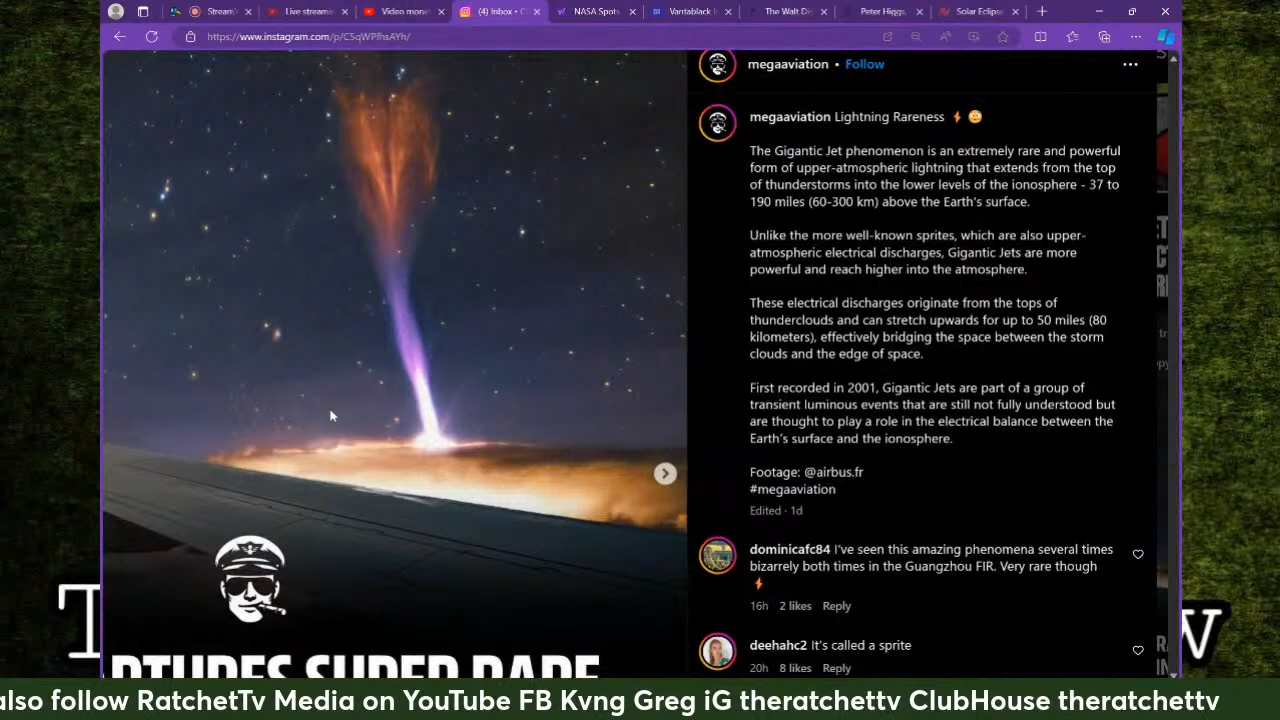 Stream
Live streami
Video mone
(4) Inbox •
NASA Spots
Vantablack
The Walt Di
Peter Higgs
Solar Eclips
https://www.instagram.com/p/C5qWPfhsAYh/
megaaviation • Follow
megaaviation Lightning Rareness ⚡ 😳
The Gigantic Jet phenomenon is an extremely rare and powerful
form of upper-atmospheric lightning that extends from the top
of thunderstorms into the lower levels of the ionosphere - 37 to
190 miles (60-300 km) above the Earth's surface.
Unlike the more well-known sprites, which are also upper-
atmospheric electrical discharges, Gigantic Jets are more
powerful and reach higher into the atmosphere.
These electrical discharges originate from the tops of
thunderclouds and can stretch upwards for up to 50 miles (80
kilometers), effectively bridging the space between the storm
clouds and the edge of space.
First recorded in 2001, Gigantic Jets are part of a group of
transient luminous events that are still not fully understood but
are thought to play a role in the electrical balance between the
Earth's surface and the ionosphere.
Footage: @airbus.fr
#megaaviation
Edited · 1d
dominicafc84 I've seen this amazing phenomena several times
bizarrely both times in the Guangzhou FIR. Very rare though
⚡
16h 2 likes Reply
deehahc2 It's called a sprite
20h 8 likes Reply
SUPER RARE
also follow RatchetTv Media on YouTube FB Kvng Greg iG theratchettv ClubHouse theratchettv